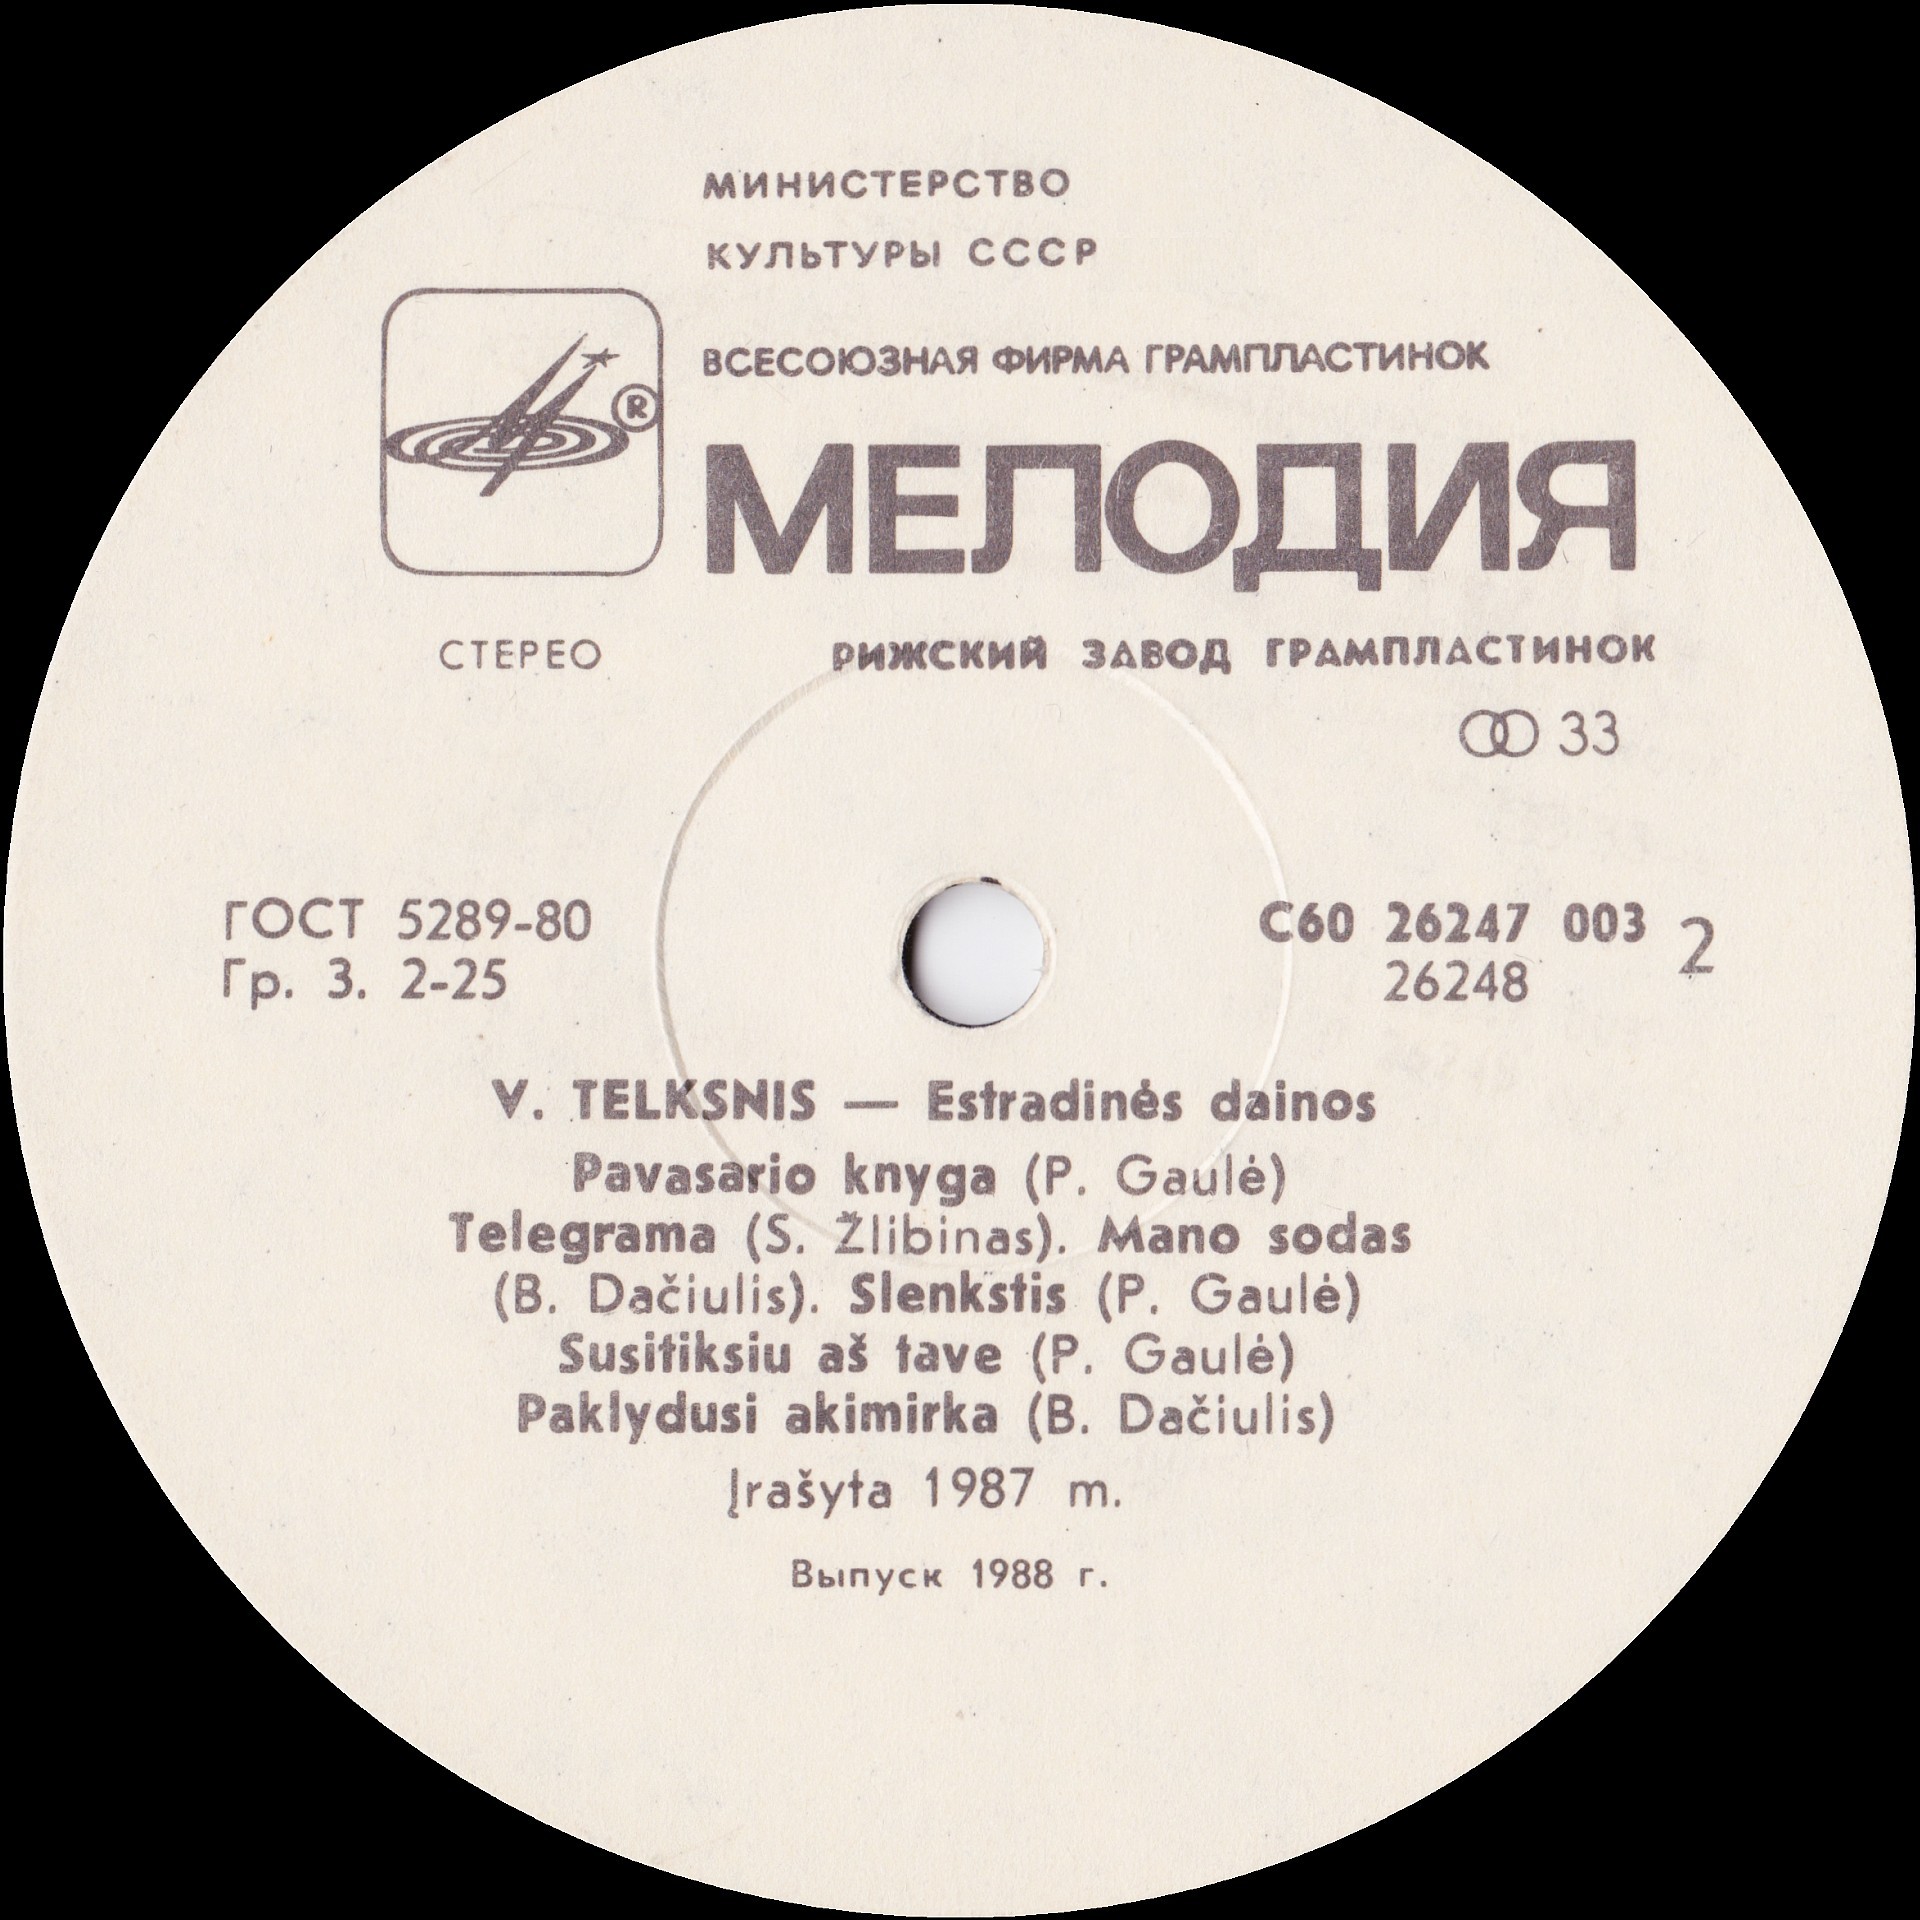 МИНИСТЕРСТВО
КУЛЬТУРЫ СССР
ВСЕСОЮЗНАЯ ФИРМА ГРАМПЛАСТИНОК
®
МЕЛОДИЯ
СТЕРЕО РИЖСКИЙ ЗАВОД ГРАМПЛАСТИНОК
33
ГОСТ 5289-80
Гр. 3. 2-25
С60 26247 003
26248
2
V. TELKSNIS — Estradinės dainos
Pavasario knyga (P. Gaulė)
Telegrama (S. Žlibinas). Mano sodas
(B. Dačiulis). Slenkstis (P. Gaulė)
Susitiksiu aš tave (P. Gaulė)
Paklydusi akimirka (B. Dačiulis)
Įrašyta 1987 m.
Выпуск 1988 г.